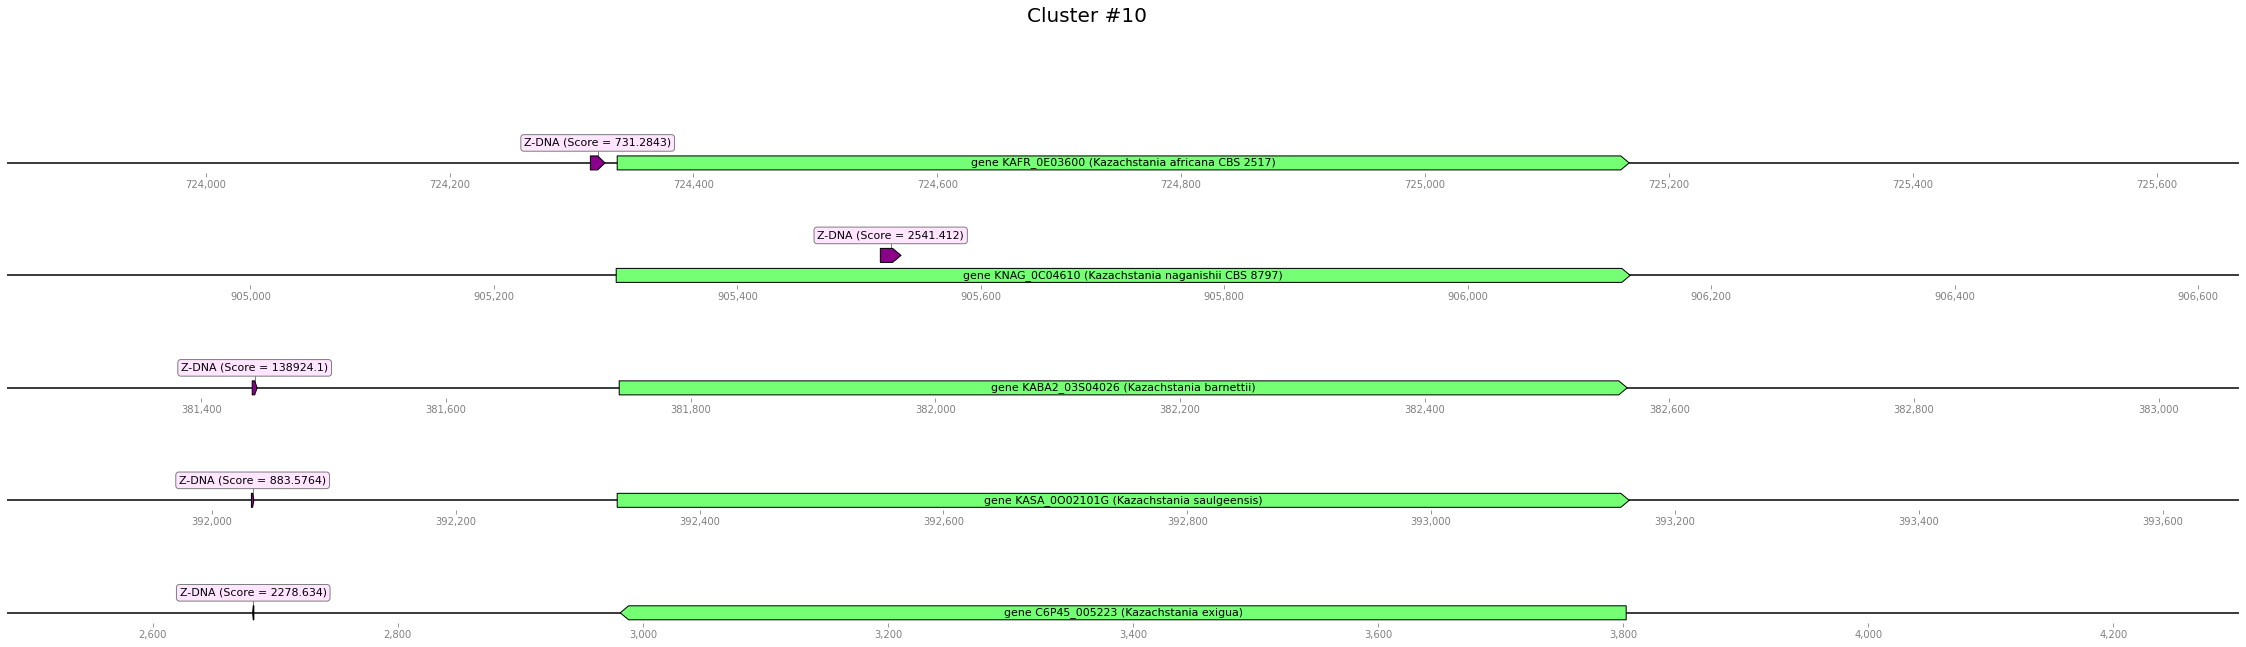 Cluster #10
Z-DNA (Score = 731.2843)
gene KAFR_0E03600 (Kazachstania africana CBS 2517)
724,000 724,200 724,400 724,600 724,800 725,000 725,200 725,400 725,600
Z-DNA (Score = 2541.412)
gene KNAG_0C04610 (Kazachstania naganishii CBS 8797)
905,000 905,200 905,400 905,600 905,800 906,000 906,200 906,400 906,600
Z-DNA (Score = 138924.1)
gene KABA2_03S04026 (Kazachstania barnettii)
381,400 381,600 381,800 382,000 382,200 382,400 382,600 382,800 383,000
Z-DNA (Score = 883.5764)
gene KASA_0O02101G (Kazachstania saulgeensis)
392,000 392,200 392,400 392,600 392,800 393,000 393,200 393,400 393,600
Z-DNA (Score = 2278.634)
gene C6P45_005223 (Kazachstania exigua)
2,600 2,800 3,000 3,200 3,400 3,600 3,800 4,000 4,200